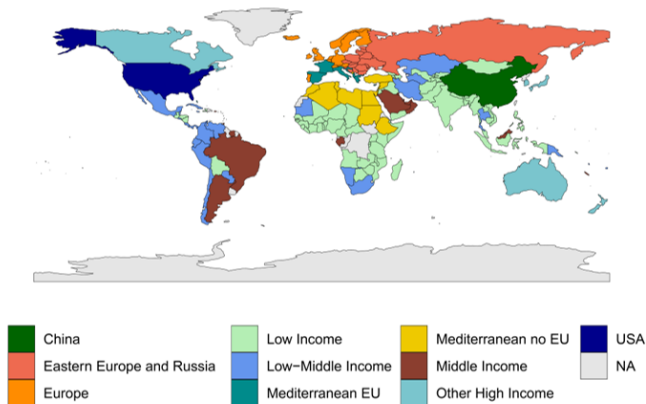 China
Eastern Europe and Russia
Europe
Low Income
Low−Middle Income
Mediterranean EU
Mediterranean no EU
Middle Income
Other High Income
USA
NA